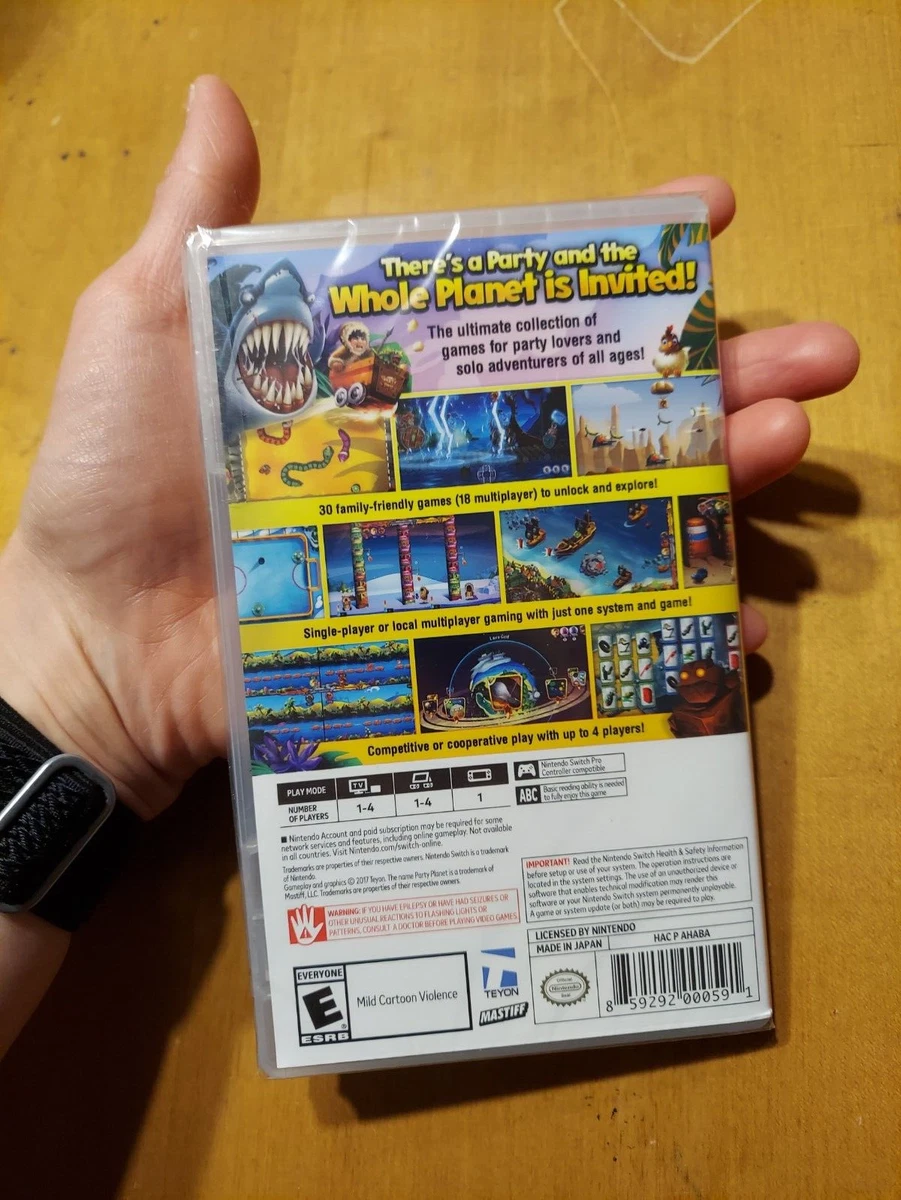 There's a Party and the
Whole Planet is Invited!
The ultimate collection of
games for party lovers and
solo adventurers of all ages!
30 family-friendly games (18 multiplayer) to unlock and explore!
Single-player or local multiplayer gaming with just one system and game!
Competitive or cooperative play with up to 4 players!
PLAY MODE
TV
NUMBER
OF PLAYERS
1-4
1-4
1
Nintendo Switch Pro
Controller compatible
ABC
Basic reading ability is needed
to fully enjoy this game
■ Nintendo Account and paid subscription may be required for some
network services and features, including online gameplay. Not available
in all countries. Visit Nintendo.com/switch-online.
Trademarks are properties of their respective owners. Nintendo Switch is a trademark
of Nintendo.
Gameplay and graphics © 2017 Teyon. The name Party Planet is a trademark of
Mastiff, LLC. Trademarks are properties of their respective owners.
WARNING: IF YOU HAVE EPILEPSY OR HAVE HAD SEIZURES OR
OTHER UNUSUAL REACTIONS TO FLASHING LIGHTS OR
PATTERNS, CONSULT A DOCTOR BEFORE PLAYING VIDEO GAMES.
IMPORTANT! Read the Nintendo Switch Health & Safety Information
before setup or use of your system. The operation instructions are
located in the system settings. The use of an unauthorized device or
software that enables technical modification may render this
software or your Nintendo Switch system permanently unplayable.
A game or system update (or both) may be required to play.
LICENSED BY NINTENDO
MADE IN JAPAN
HAC P AHABA
EVERYONE
E
®
ESRB
Mild Cartoon Violence
TEYON
MASTIFF
Official
Nintendo
Seal
8 59292 00059 1